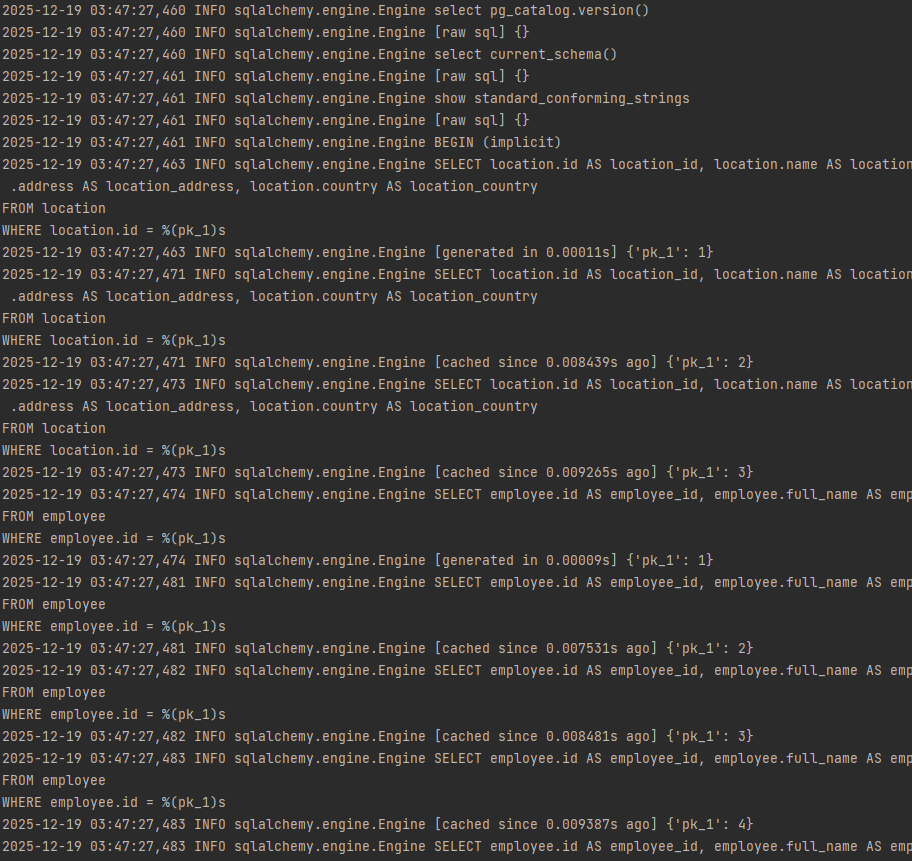 2025-12-19 03:47:27,460 INFO sqlalchemy.engine.Engine select pg_catalog.version()
2025-12-19 03:47:27,460 INFO sqlalchemy.engine.Engine [raw sql] {}
2025-12-19 03:47:27,460 INFO sqlalchemy.engine.Engine select current_schema()
2025-12-19 03:47:27,461 INFO sqlalchemy.engine.Engine [raw sql] {}
2025-12-19 03:47:27,461 INFO sqlalchemy.engine.Engine show standard_conforming_strings
2025-12-19 03:47:27,461 INFO sqlalchemy.engine.Engine [raw sql] {}
2025-12-19 03:47:27,461 INFO sqlalchemy.engine.Engine BEGIN (implicit)
2025-12-19 03:47:27,463 INFO sqlalchemy.engine.Engine SELECT location.id AS location_id, location.name AS location
.address AS location_address, location.country AS location_country
FROM location
WHERE location.id = %(pk_1)s
2025-12-19 03:47:27,463 INFO sqlalchemy.engine.Engine [generated in 0.00011s] {'pk_1': 1}
2025-12-19 03:47:27,471 INFO sqlalchemy.engine.Engine SELECT location.id AS location_id, location.name AS location
.address AS location_address, location.country AS location_country
FROM location
WHERE location.id = %(pk_1)s
2025-12-19 03:47:27,471 INFO sqlalchemy.engine.Engine [cached since 0.008439s ago] {'pk_1': 2}
2025-12-19 03:47:27,473 INFO sqlalchemy.engine.Engine SELECT location.id AS location_id, location.name AS location
.address AS location_address, location.country AS location_country
FROM location
WHERE location.id = %(pk_1)s
2025-12-19 03:47:27,473 INFO sqlalchemy.engine.Engine [cached since 0.009265s ago] {'pk_1': 3}
2025-12-19 03:47:27,474 INFO sqlalchemy.engine.Engine SELECT employee.id AS employee_id, employee.full_name AS emp
FROM employee
WHERE employee.id = %(pk_1)s
2025-12-19 03:47:27,474 INFO sqlalchemy.engine.Engine [generated in 0.00009s] {'pk_1': 1}
2025-12-19 03:47:27,481 INFO sqlalchemy.engine.Engine SELECT employee.id AS employee_id, employee.full_name AS emp
FROM employee
WHERE employee.id = %(pk_1)s
2025-12-19 03:47:27,481 INFO sqlalchemy.engine.Engine [cached since 0.007531s ago] {'pk_1': 2}
2025-12-19 03:47:27,482 INFO sqlalchemy.engine.Engine SELECT employee.id AS employee_id, employee.full_name AS emp
FROM employee
WHERE employee.id = %(pk_1)s
2025-12-19 03:47:27,482 INFO sqlalchemy.engine.Engine [cached since 0.008481s ago] {'pk_1': 3}
2025-12-19 03:47:27,483 INFO sqlalchemy.engine.Engine SELECT employee.id AS employee_id, employee.full_name AS emp
FROM employee
WHERE employee.id = %(pk_1)s
2025-12-19 03:47:27,483 INFO sqlalchemy.engine.Engine [cached since 0.009387s ago] {'pk_1': 4}
2025-12-19 03:47:27,483 INFO sqlalchemy.engine.Engine SELECT employee.id AS employee_id, employee.full_name AS emp